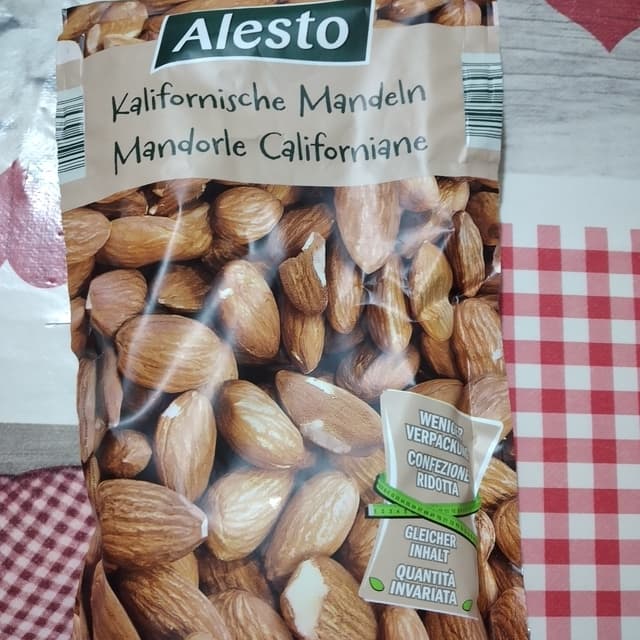 Alesto
Kalifornische Mandeln
Mandorle Californiane
WENIGER
VERPACKUNG
CONFEZIONE
RIDOTTA
GLEICHER
INHALT
QUANTITÀ
INVARIATA